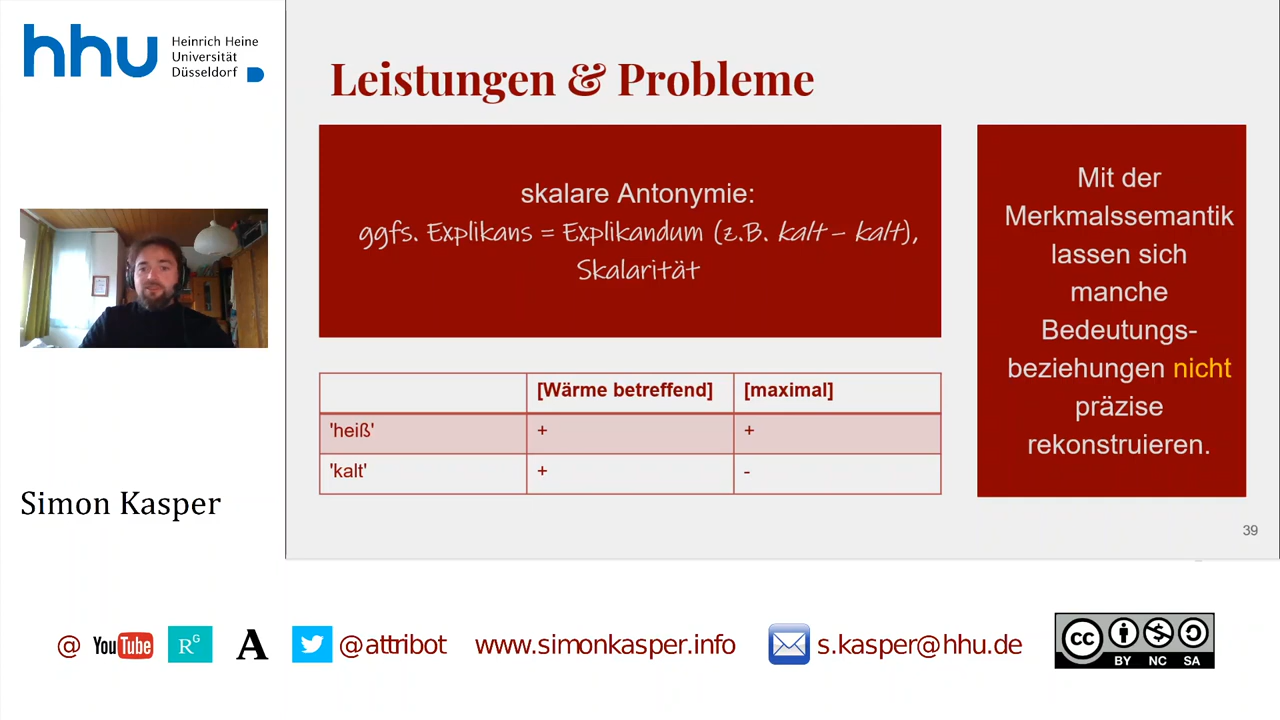 hhu
Heinrich Heine
Universität
Düsseldorf
Leistungen & Probleme
skalare Antonymie:
ggfs. Explikans = Explikandum (z.B. kalt – kalt),
Skalarität
Mit der
Merkmalssemantik
lassen sich
manche
Bedeutungs-
beziehungen nicht
präzise
rekonstruieren.
[Wärme betreffend] [maximal]
'heiß' + +
'kalt' + -
Simon Kasper
39
@ YouTube RG A @attribot www.simonkasper.info s.kasper@hhu.de
cc BY NC SA